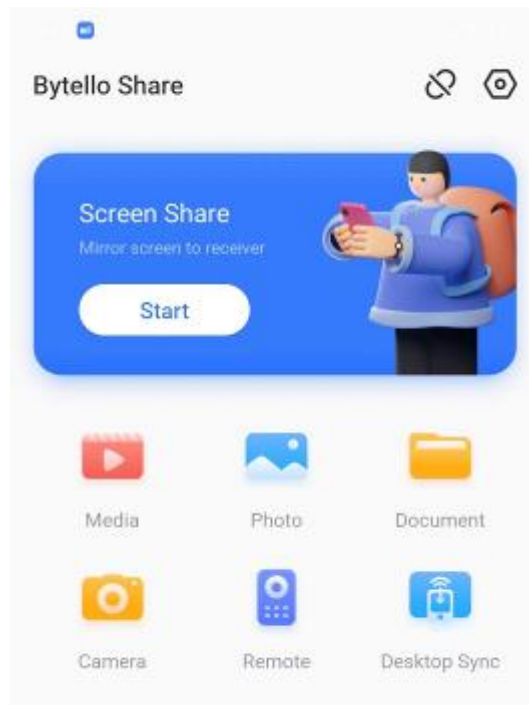 Bytello Share
Screen Share
Mirror screen to receiver
Start
Media
Photo
Document
Camera
Remote
Desktop Sync